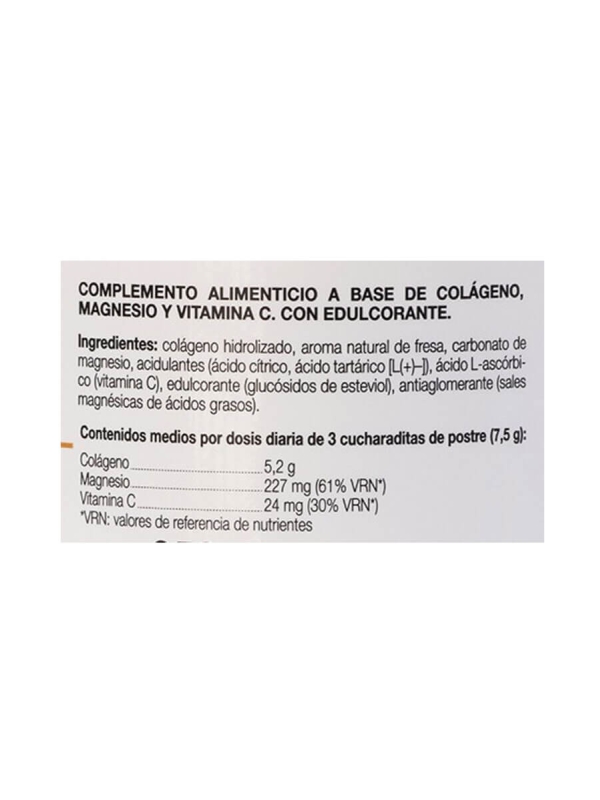 COMPLEMENTO ALIMENTICIO A BASE DE COLÁGENO,
MAGNESIO Y VITAMINA C. CON EDULCORANTE.
Ingredientes: colágeno hidrolizado, aroma natural de fresa, carbonato de
magnesio, acidulantes (ácido cítrico, ácido tartárico [L(+)-]), ácido L-ascórbi-
co (vitamina C), edulcorante (glucósidos de esteviol), antiaglomerante (sales
magnésicas de ácidos grasos).
Contenidos medios por dosis diaria de 3 cucharaditas de postre (7,5 g):
Colágeno 5,2 g
Magnesio 227 mg (61% VRN*)
Vitamina C 24 mg (30% VRN*)
*VRN: valores de referencia de nutrientes